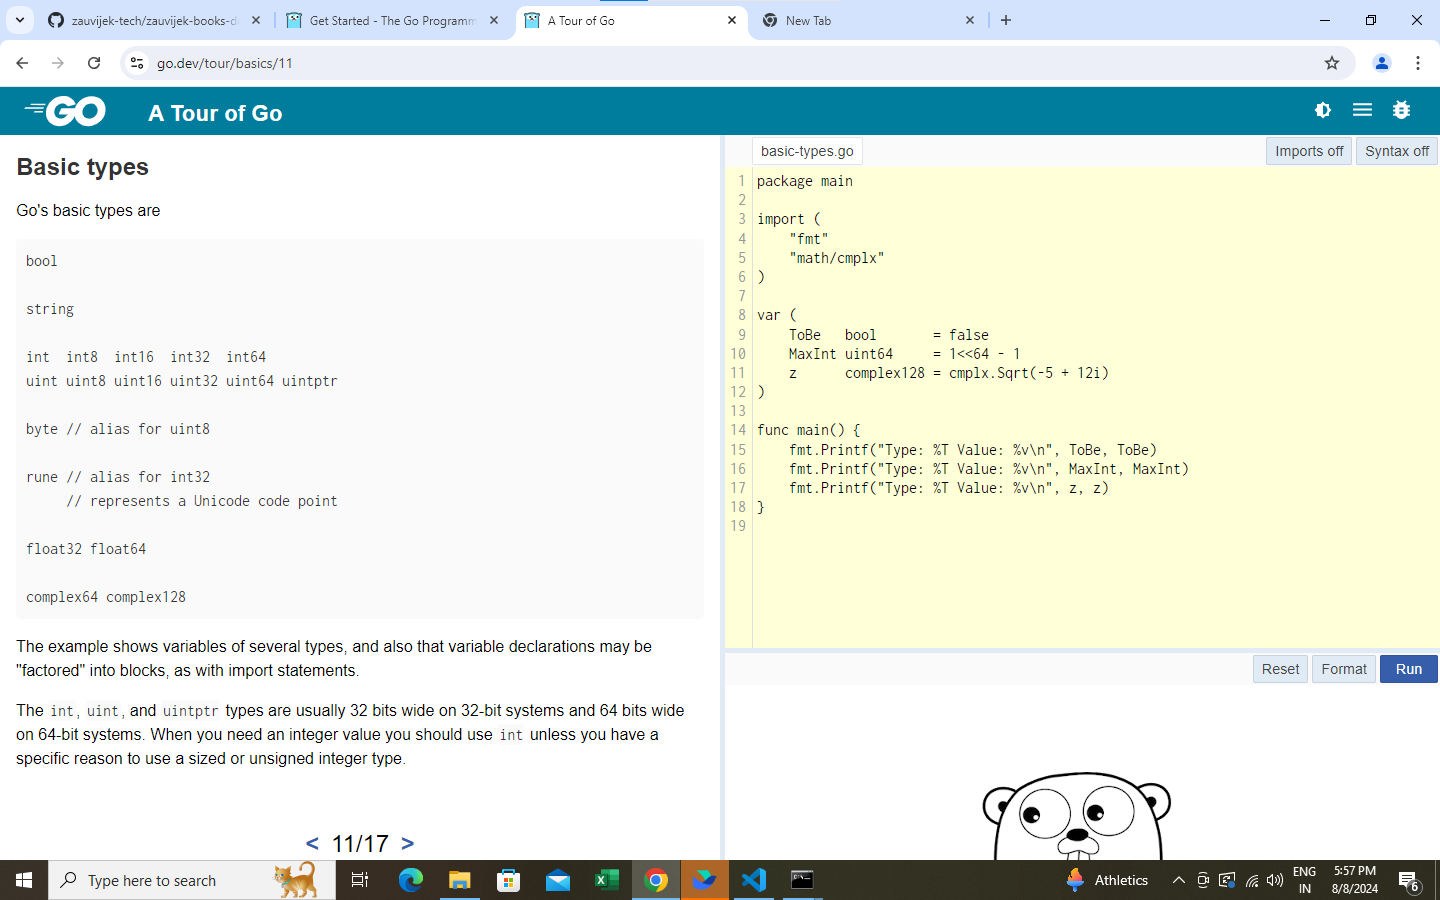 zauvijek-tech/zauvijek-books-d
Get Started - The Go Programm
A Tour of Go
New Tab
go.dev/tour/basics/11
GO
A Tour of Go
Basic types
Go's basic types are
bool
string
int  int8  int16  int32  int64
uint uint8 uint16 uint32 uint64 uintptr
byte // alias for uint8
rune // alias for int32
     // represents a Unicode code point
float32 float64
complex64 complex128
The example shows variables of several types, and also that variable declarations may be
"factored" into blocks, as with import statements.
The int, uint, and uintptr types are usually 32 bits wide on 32-bit systems and 64 bits wide
on 64-bit systems. When you need an integer value you should use int unless you have a
specific reason to use a sized or unsigned integer type.
< 11/17 >
basic-types.go
Imports off
Syntax off
1 package main
2
3 import (
4     "fmt"
5     "math/cmplx"
6 )
7
8 var (
9     ToBe   bool       = false
10     MaxInt uint64     = 1<<64 - 1
11     z      complex128 = cmplx.Sqrt(-5 + 12i)
12 )
13
14 func main() {
15     fmt.Printf("Type: %T Value: %v\n", ToBe, ToBe)
16     fmt.Printf("Type: %T Value: %v\n", MaxInt, MaxInt)
17     fmt.Printf("Type: %T Value: %v\n", z, z)
18 }
19
Reset
Format
Run
Type here to search
Athletics
ENG
IN
5:57 PM
8/8/2024
6